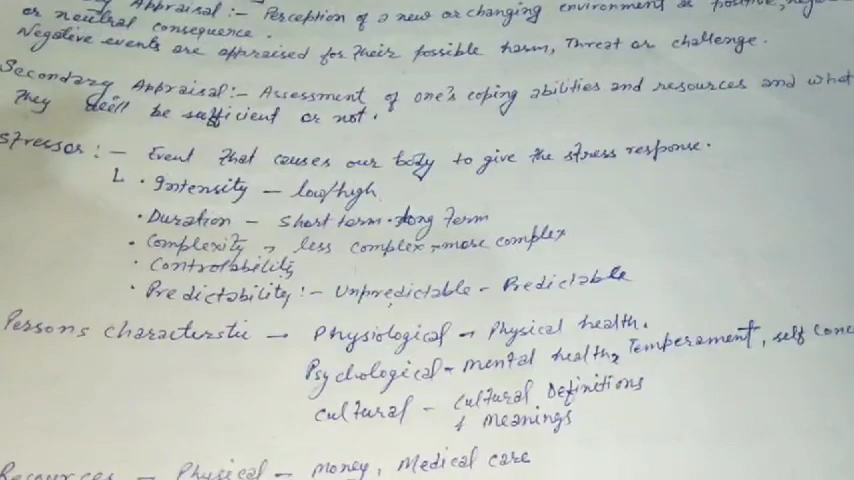 Appraisal :- Perception of a new or changing environment as positive,
or neutral consequence.
Negative events are appraised for their possible harm, Threat or challenge.
Secondary Appraisal :- Assessment of one's coping abilities and resources and what
They will be sufficient or not.
Stressor :- Event that causes our body to give the stress response.
L • Intensity - low/high
• Duration - Short term - Long Term
• Complexity → less complex - more complex
• Controlability
• Predictability :- Unpredictable - Predictable
Persons characterstic → Physiological → Physical health.
Psychological - mental health, Temperament, self
Cultural - Cultural Definitions
& Meanings
Resources - Physical - Money, Medical care